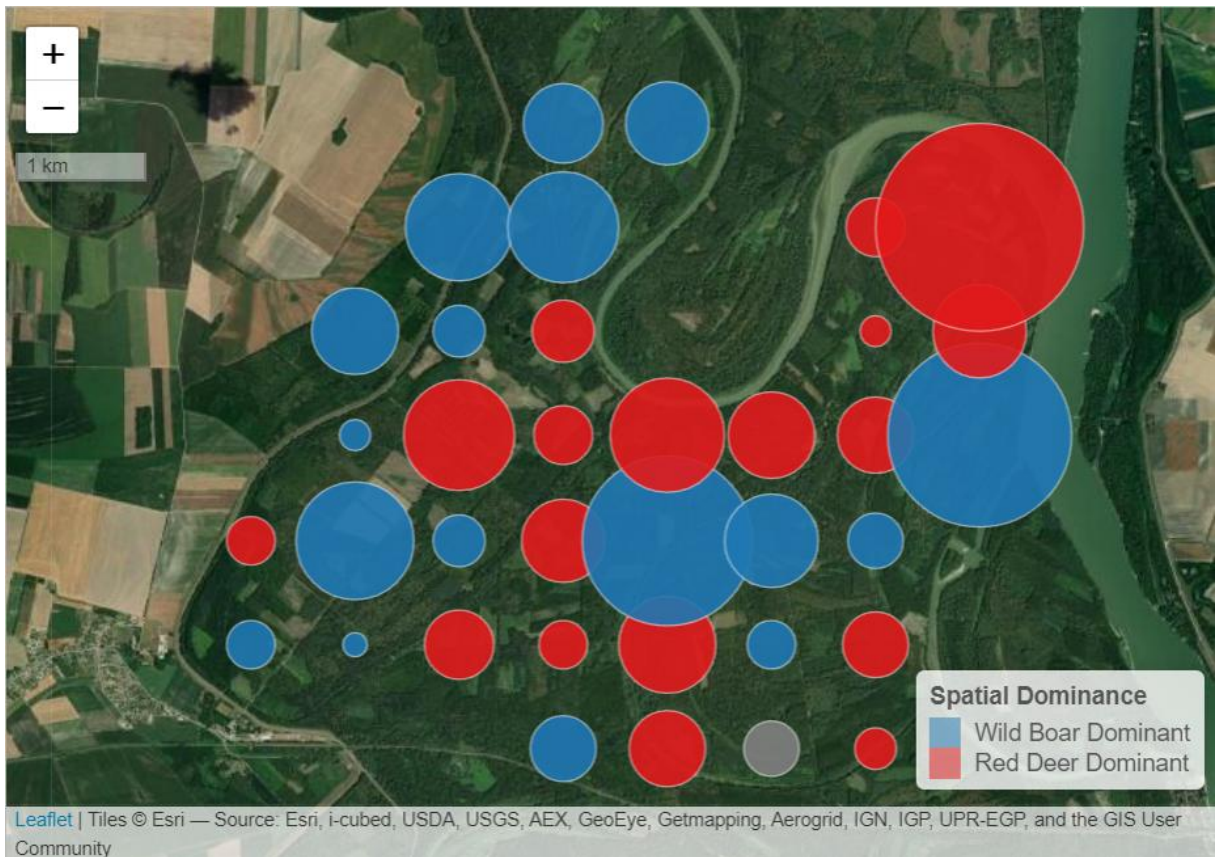 +
−
1 km
Spatial Dominance
Wild Boar Dominant
Red Deer Dominant
Leaflet | Tiles © Esri — Source: Esri, i-cubed, USDA, USGS, AEX, GeoEye, Getmapping, Aerogrid, IGN, IGP, UPR-EGP, and the GIS User
Community